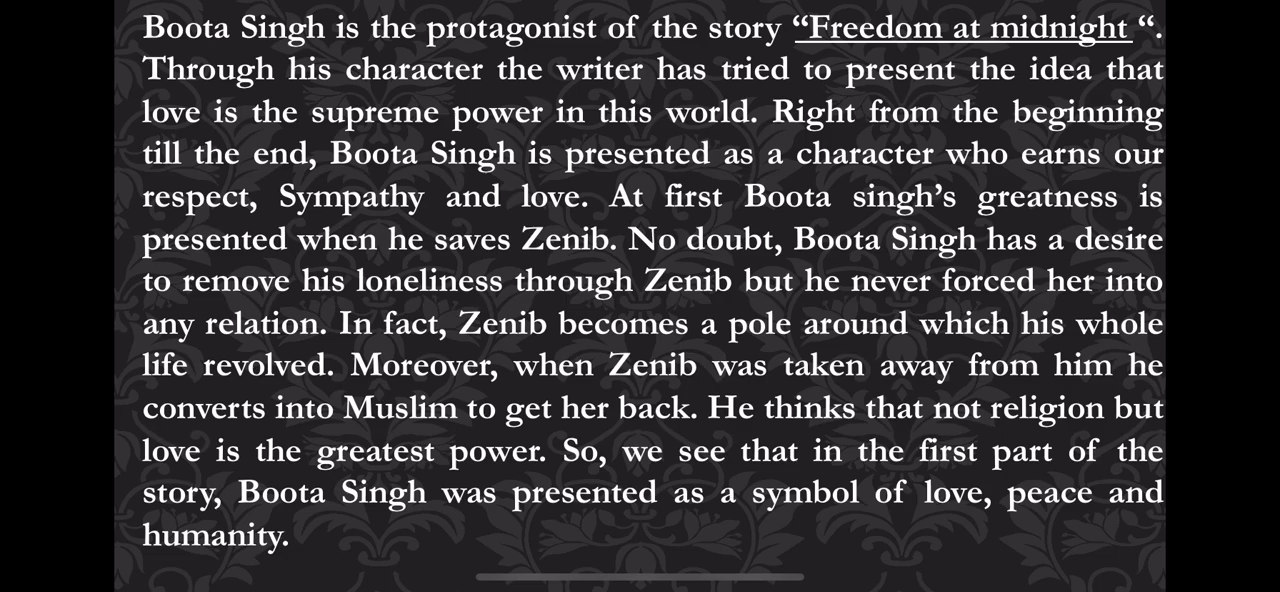 Boota Singh is the protagonist of the story “Freedom at midnight “.
Through his character the writer has tried to present the idea that
love is the supreme power in this world. Right from the beginning
till the end, Boota Singh is presented as a character who earns our
respect, Sympathy and love. At first Boota singh’s greatness is
presented when he saves Zenib. No doubt, Boota Singh has a desire
to remove his loneliness through Zenib but he never forced her into
any relation. In fact, Zenib becomes a pole around which his whole
life revolved. Moreover, when Zenib was taken away from him he
converts into Muslim to get her back. He thinks that not religion but
love is the greatest power. So, we see that in the first part of the
story, Boota Singh was presented as a symbol of love, peace and
humanity.